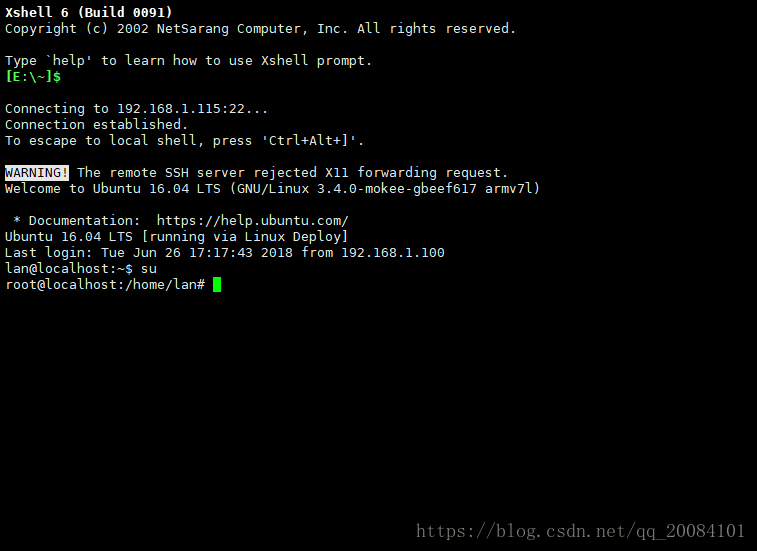 Xshell 6 (Build 0091)
Copyright (c) 2002 NetSarang Computer, Inc. All rights reserved.
Type `help' to learn how to use Xshell prompt.
[E:\~]$
Connecting to 192.168.1.115:22...
Connection established.
To escape to local shell, press 'Ctrl+Alt+]'.
WARNING! The remote SSH server rejected X11 forwarding request.
Welcome to Ubuntu 16.04 LTS (GNU/Linux 3.4.0-mokee-gbeef617 armv7l)
* Documentation:  https://help.ubuntu.com/
Ubuntu 16.04 LTS [running via Linux Deploy]
Last login: Tue Jun 26 17:17:43 2018 from 192.168.1.100
lan@localhost:~$ su
root@localhost:/home/lan#
https://blog.csdn.net/qq_20084101